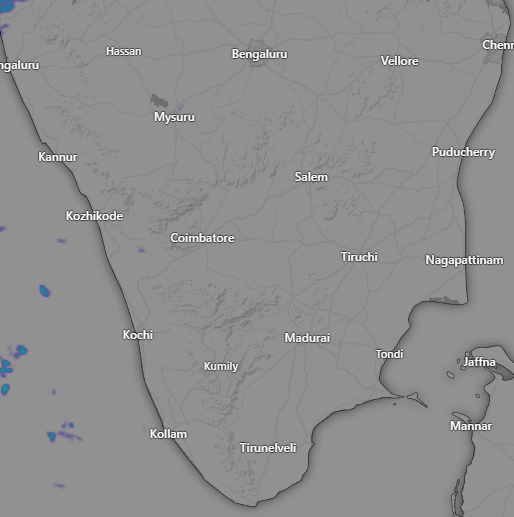 Hassan
Bengaluru
Chenn
ngaluru
Vellore
Mysuru
Kannur
Puducherry
Salem
Kozhikode
Coimbatore
Tiruchi
Nagapattinam
Kochi
Madurai
Tondi
Jaffna
Kumily
Mannar
Kollam
Tirunelveli